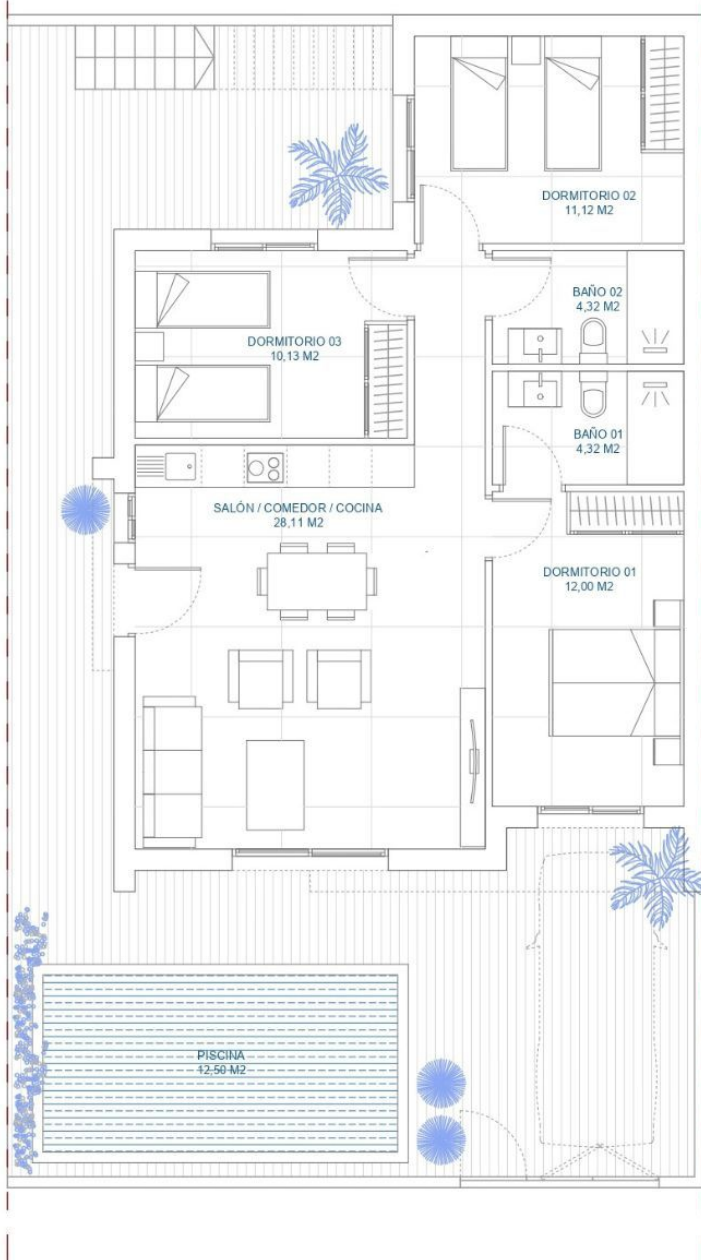 DORMITORIO 02
11,12 M2
BAÑO 02
4,32 M2
DORMITORIO 03
10,13 M2
BAÑO 01
4,32 M2
SALÓN / COMEDOR / COCINA
28,11 M2
DORMITORIO 01
12,00 M2
PISCINA
12,50 M2